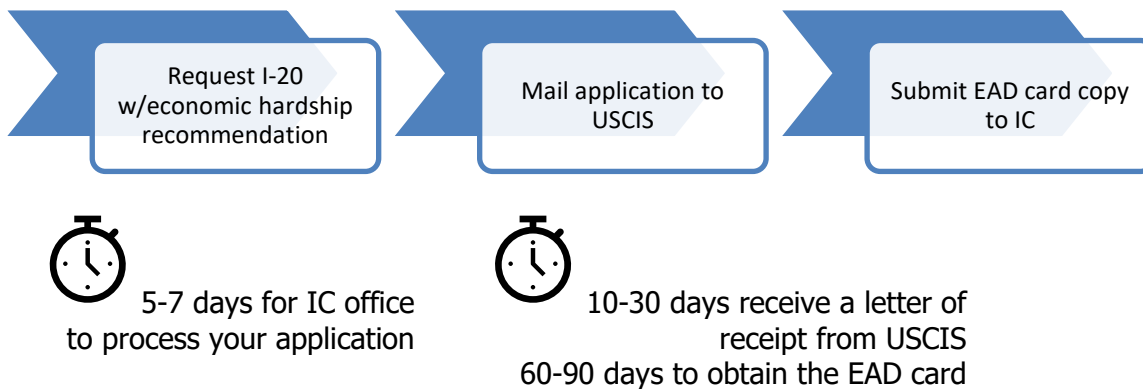 Request I-20
w/economic hardship
recommendation
Mail application to
USCIS
Submit EAD card copy
to IC
5-7 days for IC office
to process your application
10-30 days receive a letter of
receipt from USCIS
60-90 days to obtain the EAD card